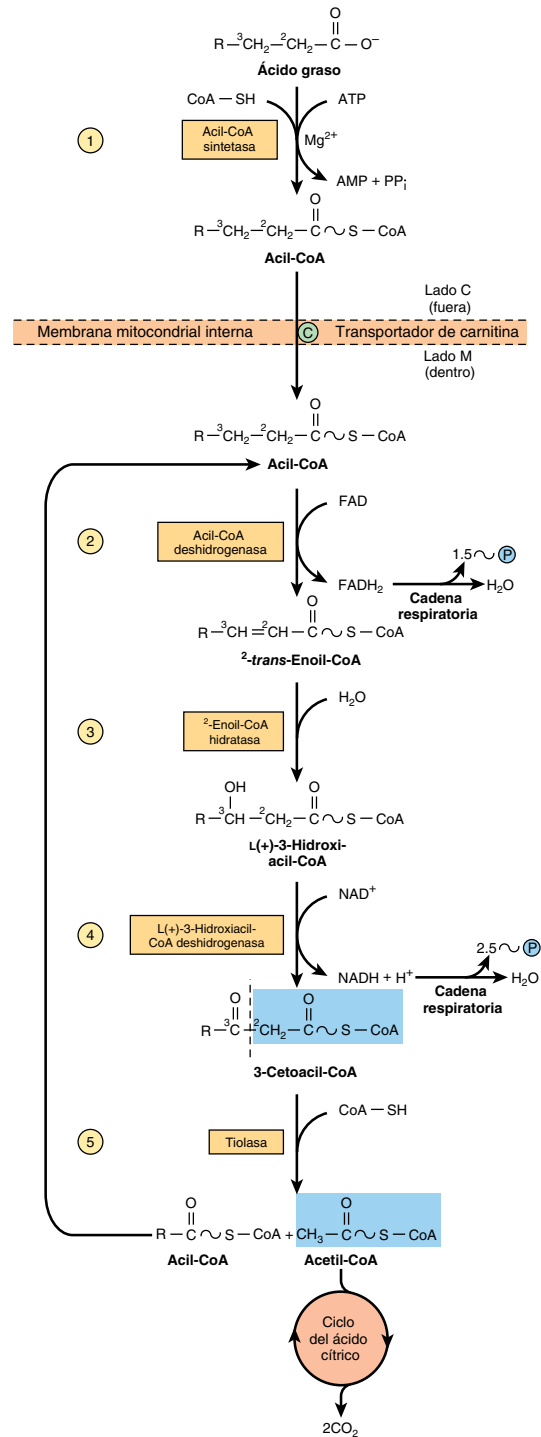 O
R — ³CH₂ — ²CH₂ — C — O⁻
Ácido graso
CoA — SH
ATP
1
Acil-CoA
sintetasa
Mg²⁺
AMP + PPi
O
R — ³CH₂ — ²CH₂ — C ~ S — CoA
Acil-CoA
Lado C
(fuera)
Membrana mitocondrial interna
C
Transportador de carnitina
Lado M
(dentro)
O
R — ³CH₂ — ²CH₂ — C ~ S — CoA
Acil-CoA
FAD
2
Acil-CoA
deshidrogenasa
1.5 ~ P
FADH₂
H₂O
Cadena
respiratoria
O
R — ³CH = ²CH — C ~ S — CoA
²-trans-Enoil-CoA
H₂O
3
²-Enoil-CoA
hidratasa
OH
O
R — ³CH — ²CH₂ — C ~ S — CoA
L(+)-3-Hidroxi-
acil-CoA
NAD⁺
4
L(+)-3-Hidroxiacil-
CoA deshidrogenasa
2.5 ~ P
NADH + H⁺
H₂O
Cadena
respiratoria
O
O
R — ³C — ²CH₂ — C ~ S — CoA
3-Cetoacil-CoA
CoA — SH
5
Tiolasa
O
O
R — C ~ S — CoA + CH₃ — C ~ S — CoA
Acil-CoA
Acetil-CoA
Ciclo
del ácido
cítrico
2CO₂